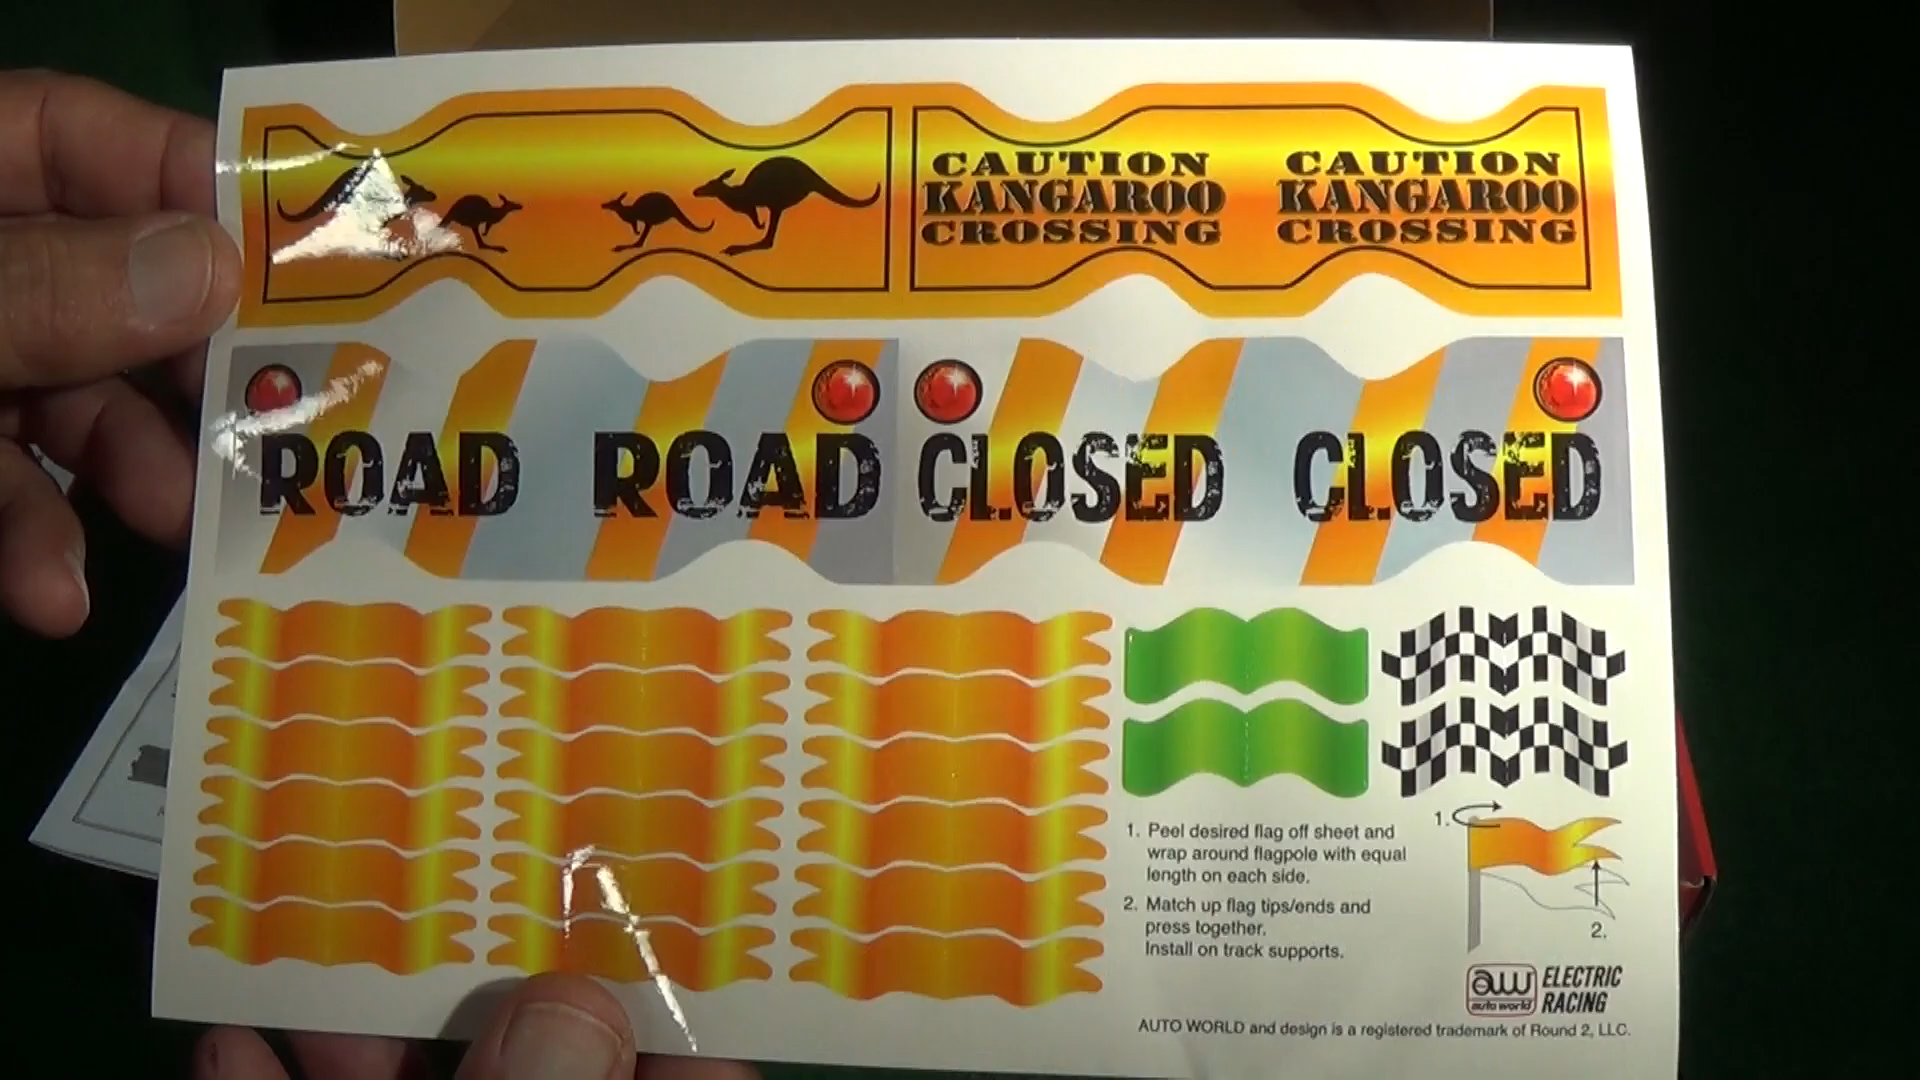 CAUTION
KANGAROO
CROSSING
CAUTION
KANGAROO
CROSSING
ROAD ROAD CLOSED CLOSED
1. Peel desired flag off sheet and
wrap around flagpole with equal
length on each side.
2. Match up flag tips/ends and
press together.
Install on track supports.
1.
2.
aw
auto world
ELECTRIC
RACING
AUTO WORLD and design is a registered trademark of Round 2, LLC.